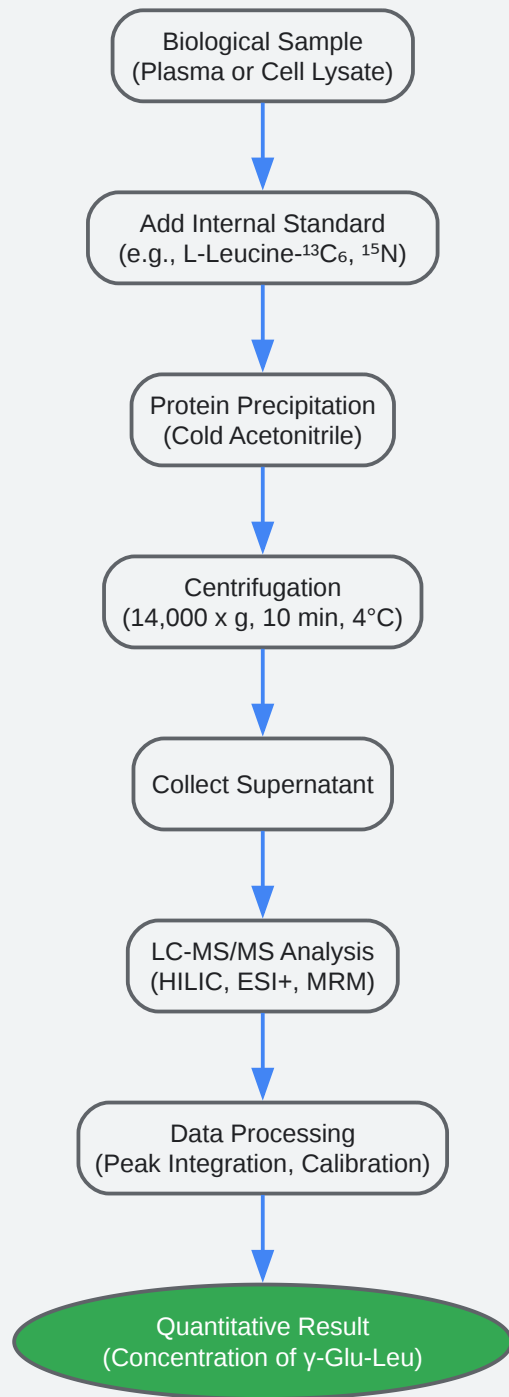 Biological Sample
(Plasma or Cell Lysate)
Add Internal Standard
(e.g., L-Leucine-¹³C₆, ¹⁵N)
Protein Precipitation
(Cold Acetonitrile)
Centrifugation
(14,000 x g, 10 min, 4°C)
Collect Supernatant
LC-MS/MS Analysis
(HILIC, ESI+, MRM)
Data Processing
(Peak Integration, Calibration)
Quantitative Result
(Concentration of γ-Glu-Leu)